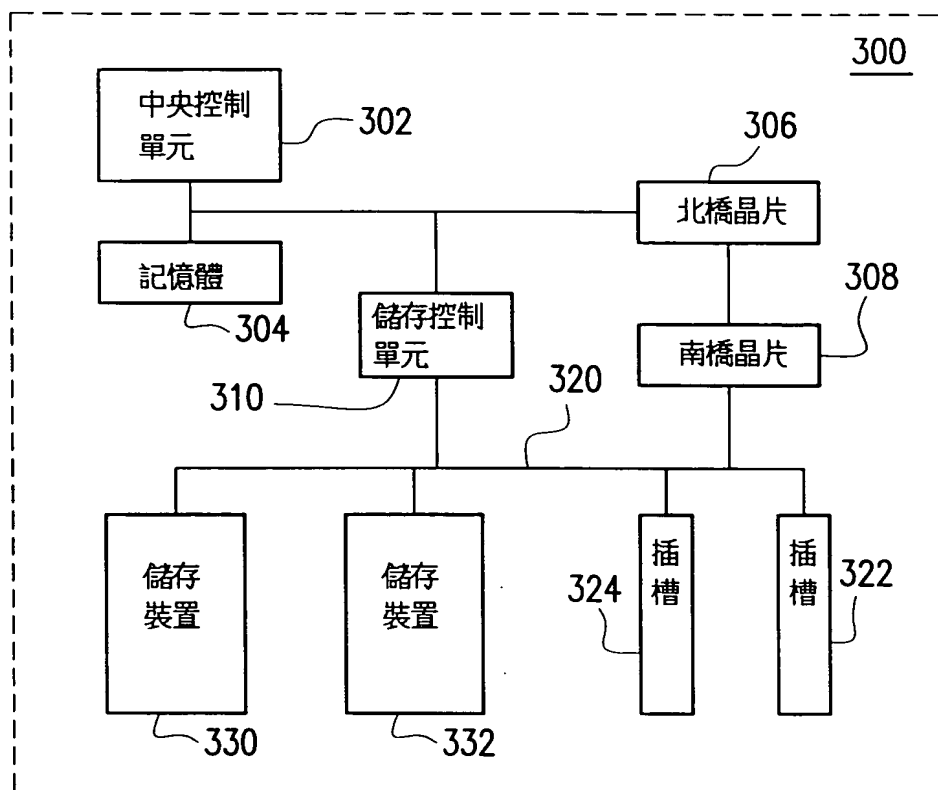 300
中央控制
單元
302
306
北橋晶片
記憶體
304
儲存控制
單元
310
308
南橋晶片
320
儲存
裝置
330
儲存
裝置
332
324
插
槽
插
槽
322